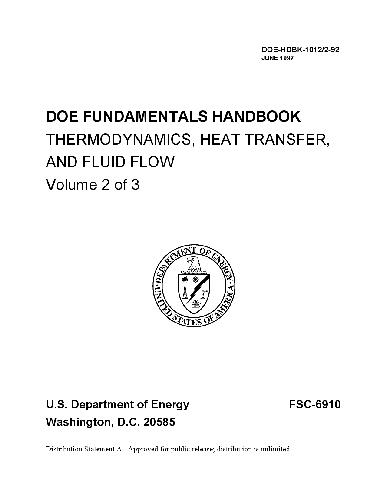 DOE-HDBK-1012/2-92
JUNE 1992
DOE FUNDAMENTALS HANDBOOK
THERMODYNAMICS, HEAT TRANSFER,
AND FLUID FLOW
Volume 2 of 3
DEPARTMENT OF ENERGY
UNITED STATES OF AMERICA
U.S. Department of Energy
FSC-6910
Washington, D.C. 20585
Distribution Statement A. Approved for public release; distribution is unlimited.